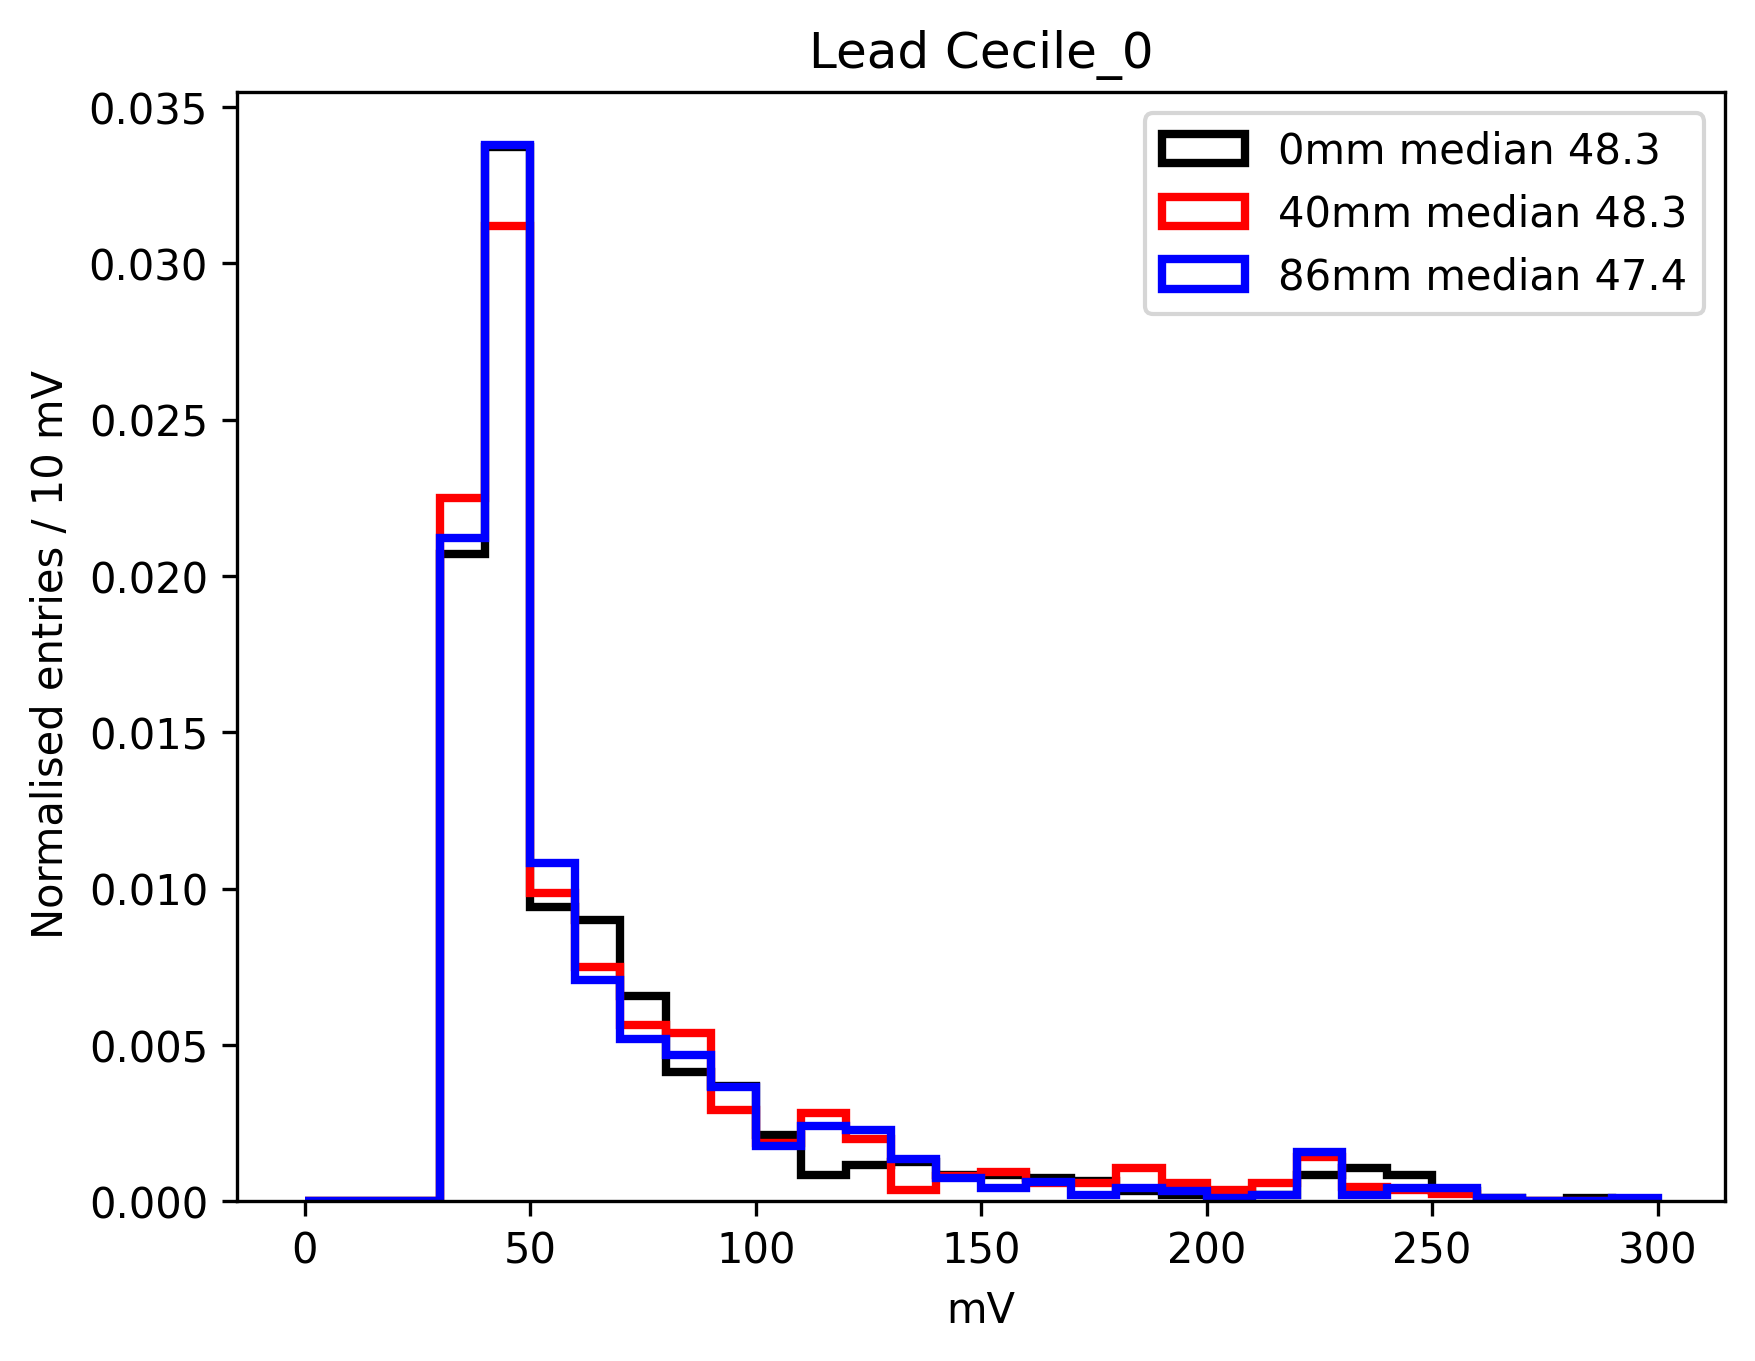 Lead Cecile_0
0.035
0.030
0.025
0.020
0.015
0.010
0.005
0.000
Normalised entries / 10 mV
0mm median 48.3
40mm median 48.3
86mm median 47.4
0 50 100 150 200 250 300
mV